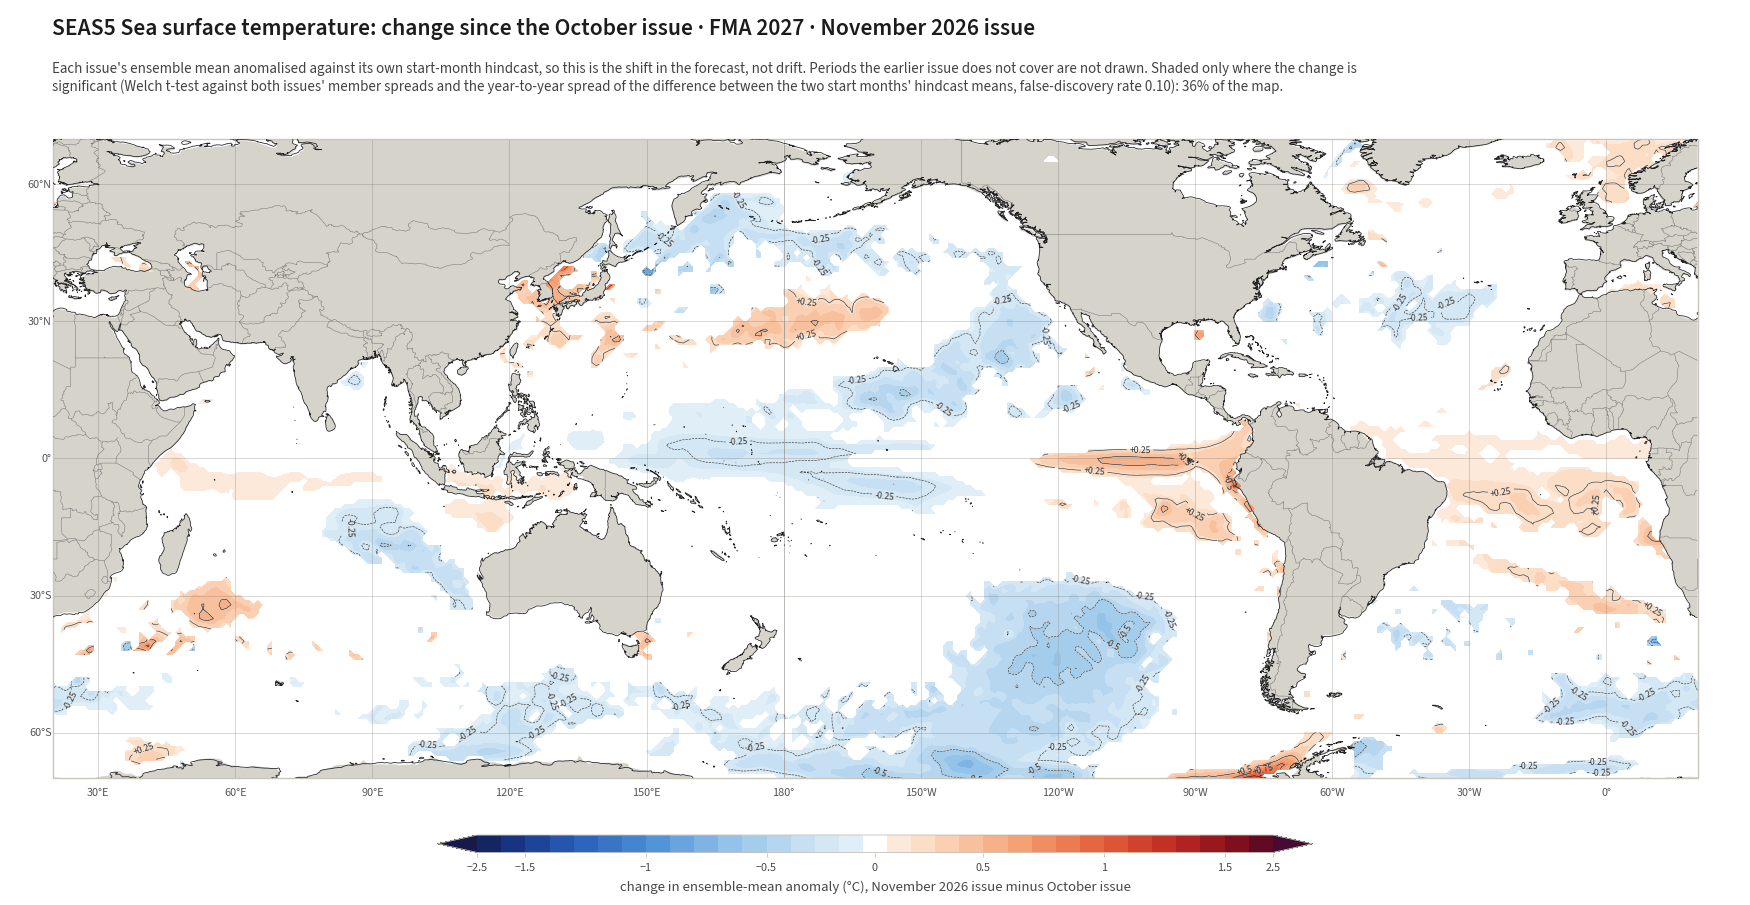 SEAS5 Sea surface temperature: change since the October issue · FMA 2027 · November 2026 issue
Each issue's ensemble mean anomalised against its own start-month hindcast, so this is the shift in the forecast, not drift. Periods the earlier issue does not cover are not drawn. Shaded only where the change is
significant (Welch t-test against both issues' member spreads and the year-to-year spread of the difference between the two start months' hindcast means, false-discovery rate 0.10): 36% of the map.
60°N
30°N
0°
30°S
60°S
30°E 60°E 90°E 120°E 150°E 180° 150°W 120°W 90°W 60°W 30°W 0°
−2.5 −1.5 −1 −0.5 0 0.5 1 1.5 2.5
change in ensemble-mean anomaly (°C), November 2026 issue minus October issue